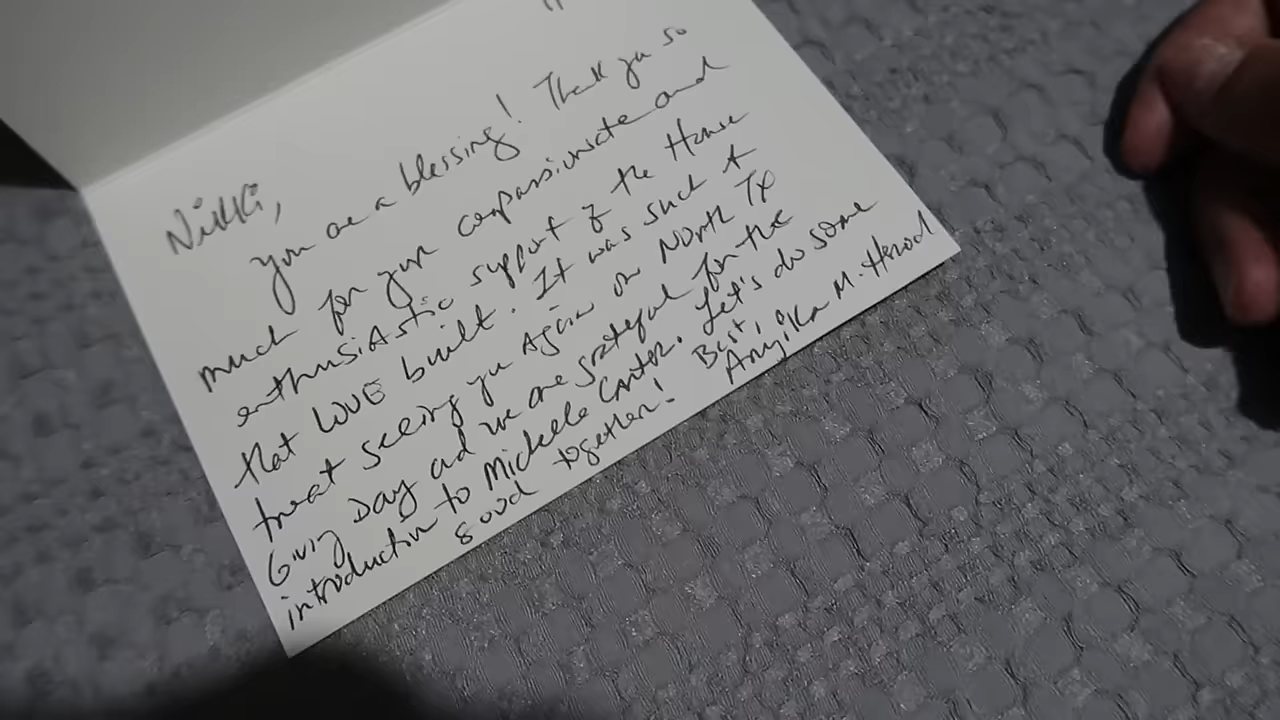 Nikki,
You are a blessing! Thank you so
much for your compassionate and
enthusiastic support of the House
that LOVE built. It was such a
treat seeing you again on North TX
Giving Day and we are grateful for the
introduction to Michelle Carter. Let's do some
good together! Best,
Anyika M. Herod